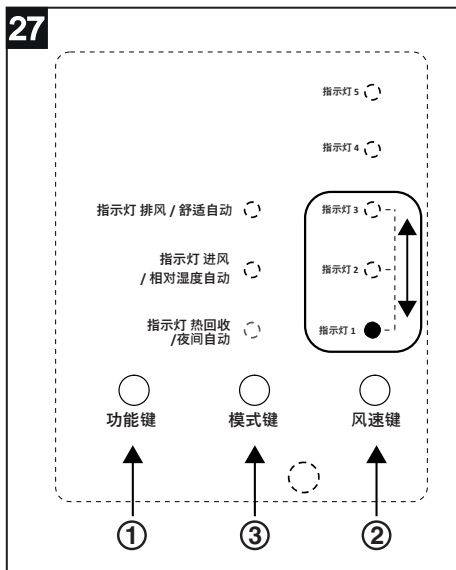 27
指示灯 5
指示灯 4
指示灯 排风 / 舒适自动
指示灯 3
指示灯 进风
/ 相对湿度自动
指示灯 2
指示灯 热回收
/夜间自动
指示灯 1
功能键
模式键
风速键
①
③
②